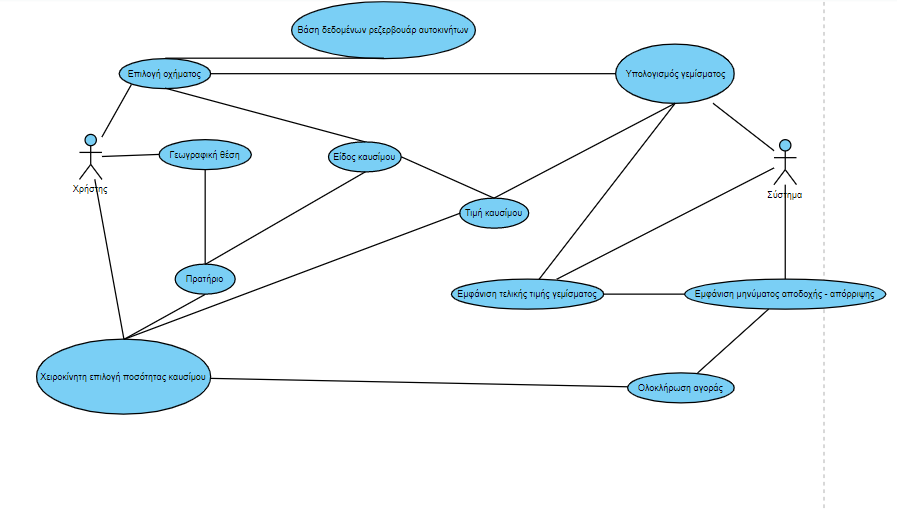 Βάση δεδομένων ρεζερβουάρ αυτοκινήτων
Επιλογή οχήματος
Υπολογισμός γεμίσματος
Γεωγραφική θέση
Είδος καυσίμου
Χρήστης
Σύστημα
Τιμή καυσίμου
Πρατήριο
Εμφάνιση τελικής τιμής γεμίσματος
Εμφάνιση μηνύματος αποδοχής - απόρριψης
Χειροκίνητη επιλογή ποσότητας καυσίμου
Ολοκλήρωση αγοράς